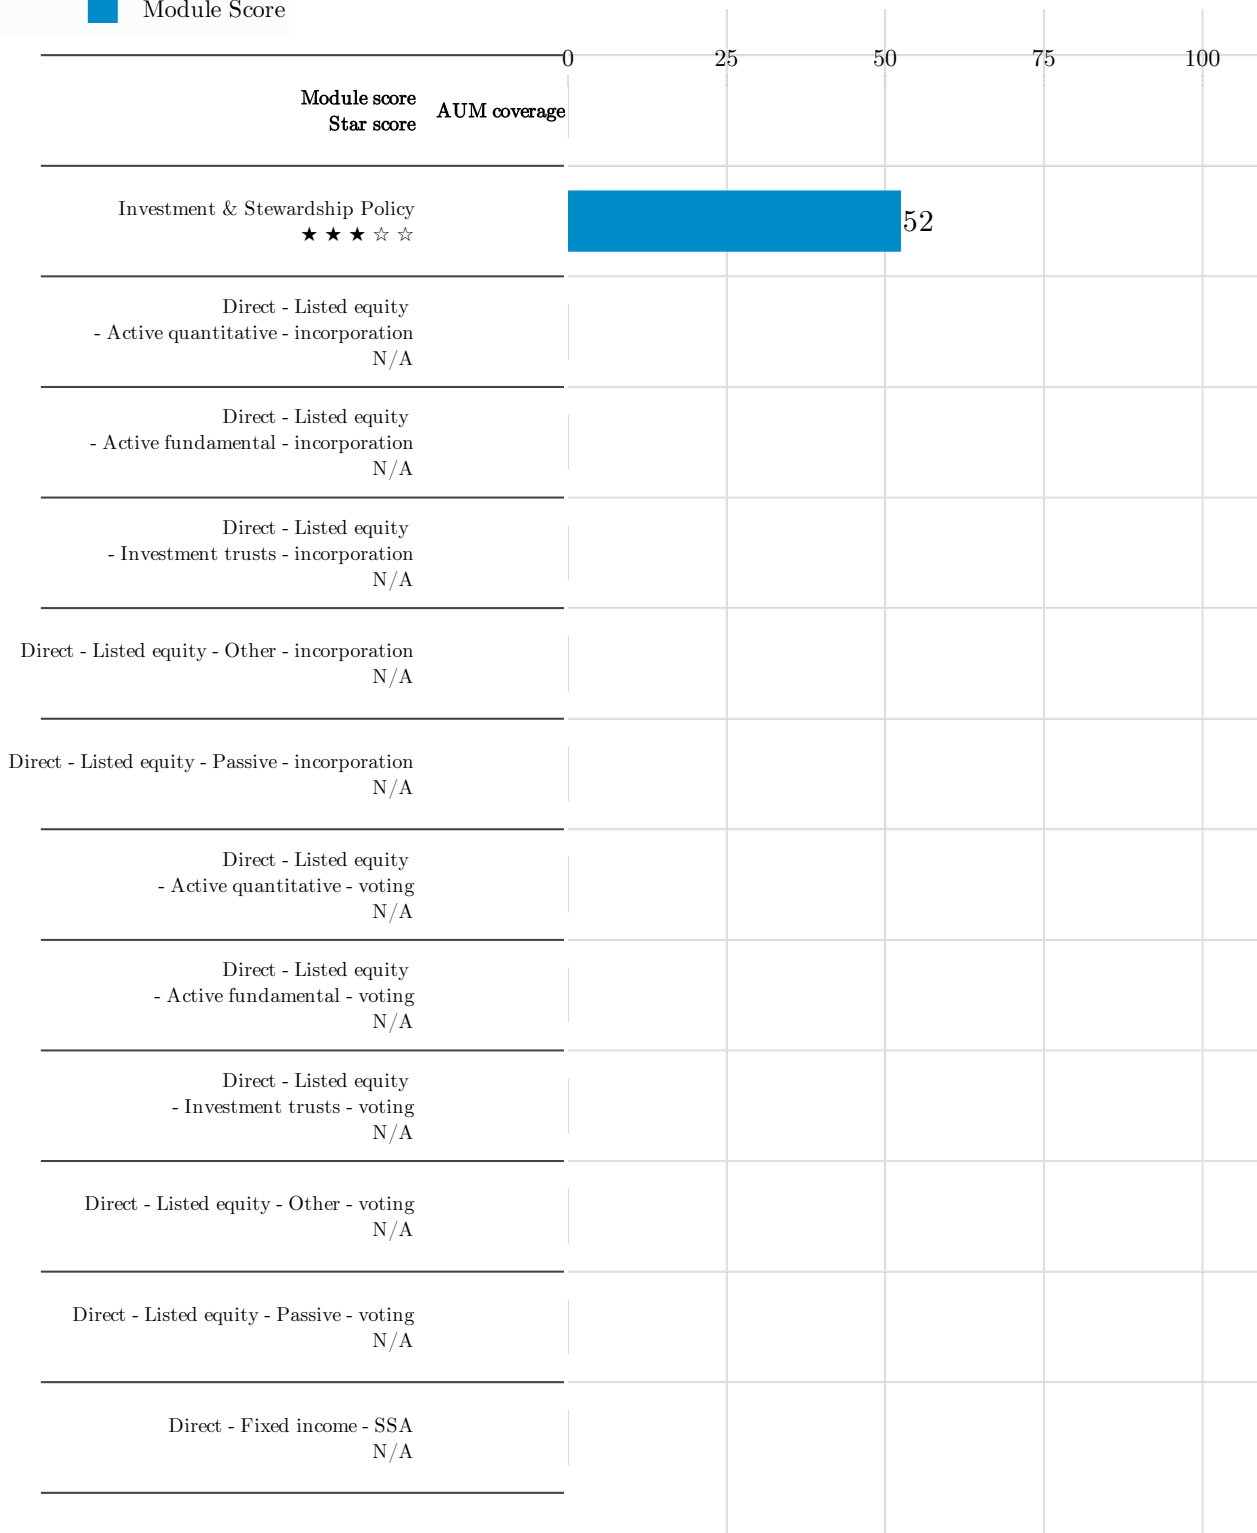 Module Score
0 25 50 75 100
Module score
Star score
AUM coverage
Investment & Stewardship Policy
★ ★ ★ ☆ ☆
52
Direct - Listed equity
- Active quantitative - incorporation
N/A
Direct - Listed equity
- Active fundamental - incorporation
N/A
Direct - Listed equity
- Investment trusts - incorporation
N/A
Direct - Listed equity - Other - incorporation
N/A
Direct - Listed equity - Passive - incorporation
N/A
Direct - Listed equity
- Active quantitative - voting
N/A
Direct - Listed equity
- Active fundamental - voting
N/A
Direct - Listed equity
- Investment trusts - voting
N/A
Direct - Listed equity - Other - voting
N/A
Direct - Listed equity - Passive - voting
N/A
Direct - Fixed income - SSA
N/A